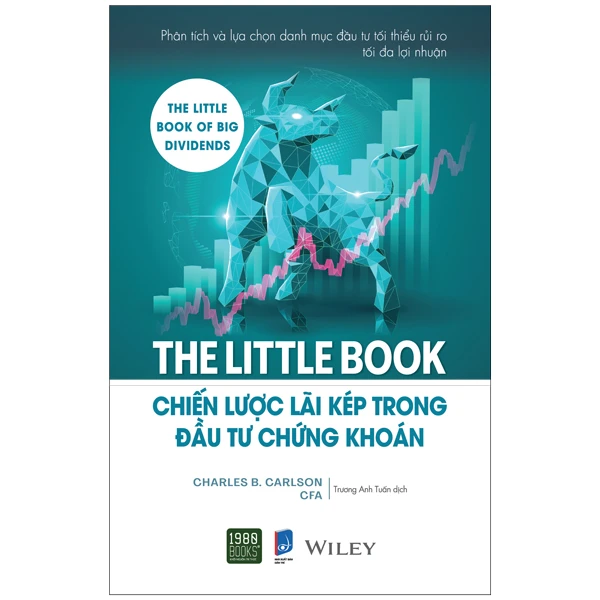 Phân tích và lựa chọn danh mục đầu tư tối thiểu rủi ro
tối đa lợi nhuận
THE LITTLE
BOOK OF BIG
DIVIDENDS
THE LITTLE BOOK
CHIẾN LƯỢC LÃI KÉP TRONG
ĐẦU TƯ CHỨNG KHOÁN
CHARLES B. CARLSON
CFA
Trương Anh Tuấn dịch
1980
BOOKS
WILEY